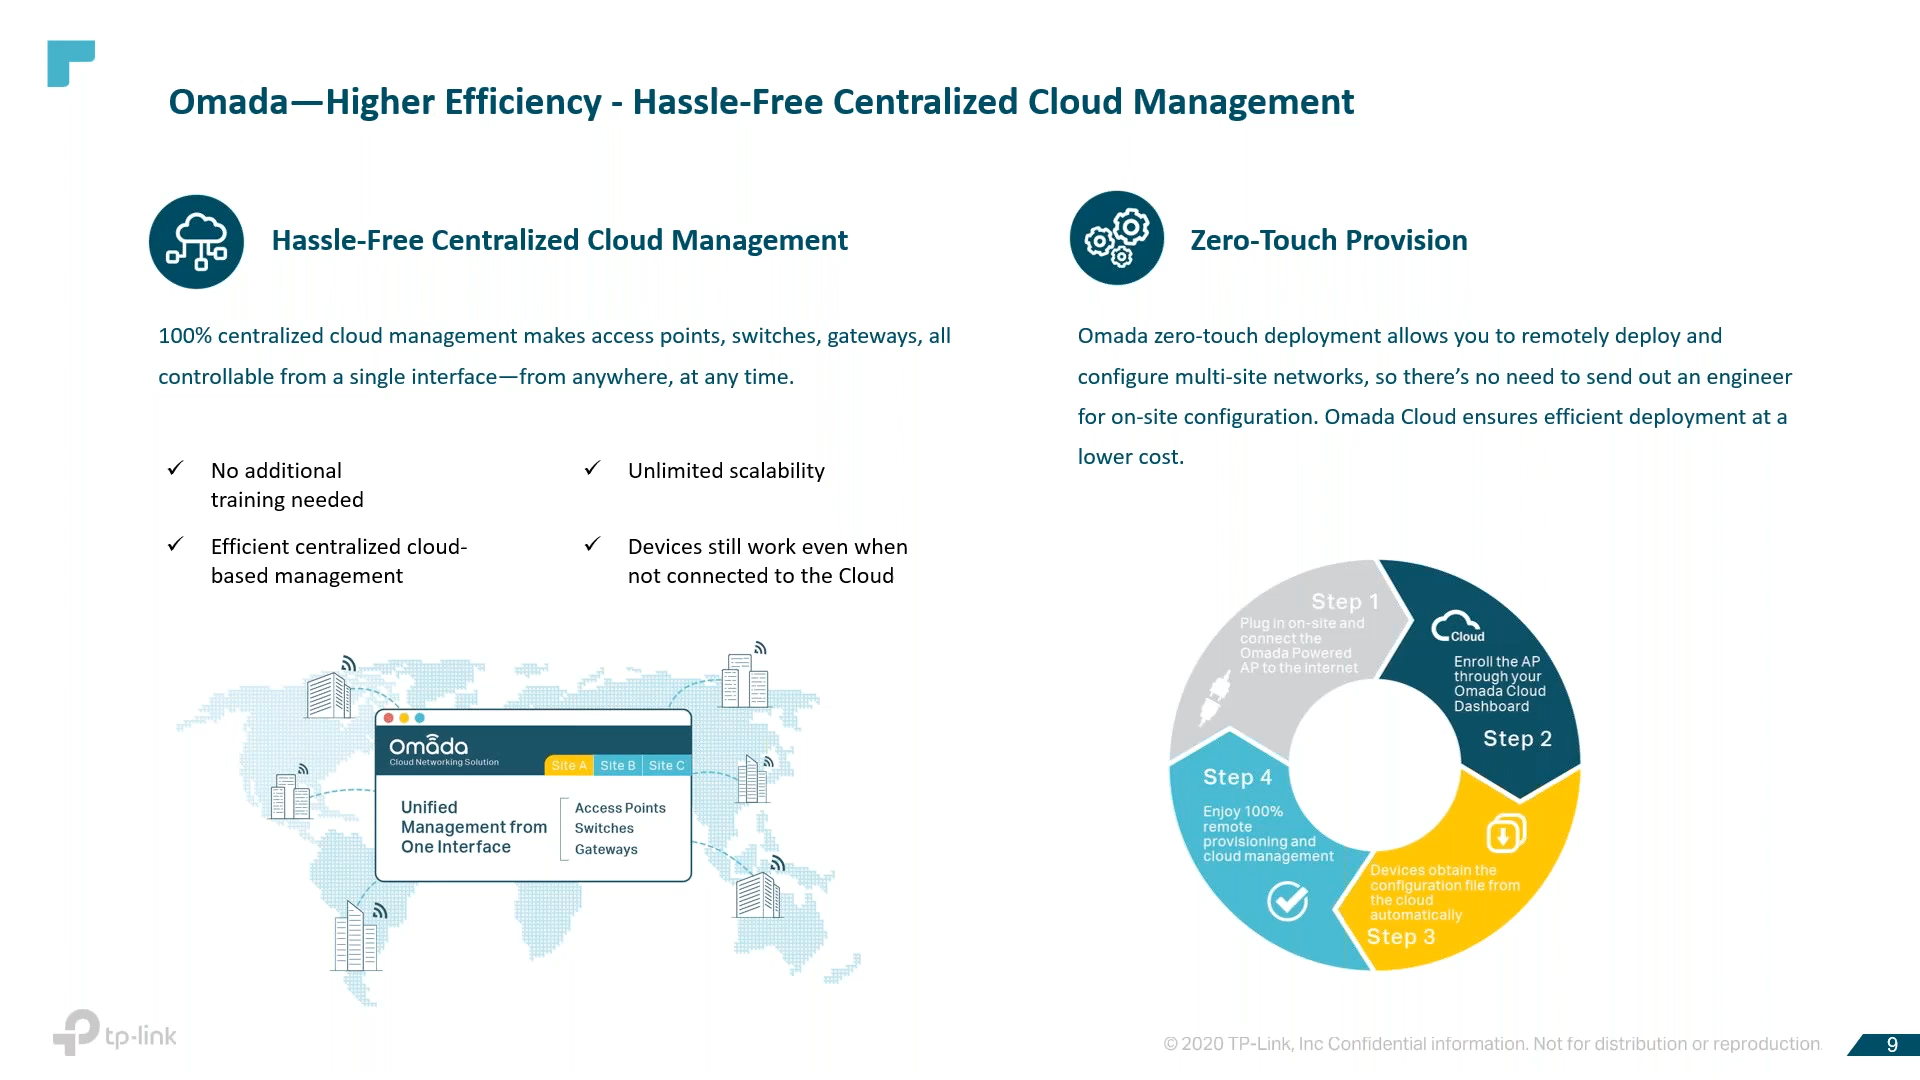 Omada—Higher Efficiency - Hassle-Free Centralized Cloud Management
Hassle-Free Centralized Cloud Management
100% centralized cloud management makes access points, switches, gateways, all
controllable from a single interface—from anywhere, at any time.
✓ No additional
training needed
✓ Efficient centralized cloud-
based management
✓ Unlimited scalability
✓ Devices still work even when
not connected to the Cloud
Omada
Cloud Networking Solution
Site A
Site B
Site C
Unified
Management from
One Interface
Access Points
Switches
Gateways
Zero-Touch Provision
Omada zero-touch deployment allows you to remotely deploy and
configure multi-site networks, so there’s no need to send out an engineer
for on-site configuration. Omada Cloud ensures efficient deployment at a
lower cost.
Step 1
Plug in on-site and
connect the
Omada Powered
AP to the internet
Cloud
Enroll the AP
through your
Omada Cloud
Dashboard
Step 2
Devices obtain the
configuration file from
the cloud
automatically
Step 3
Step 4
Enjoy 100%
remote
provisioning and
cloud management
tp-link
© 2020 TP-Link, Inc Confidential information. Not for distribution or reproduction.
9